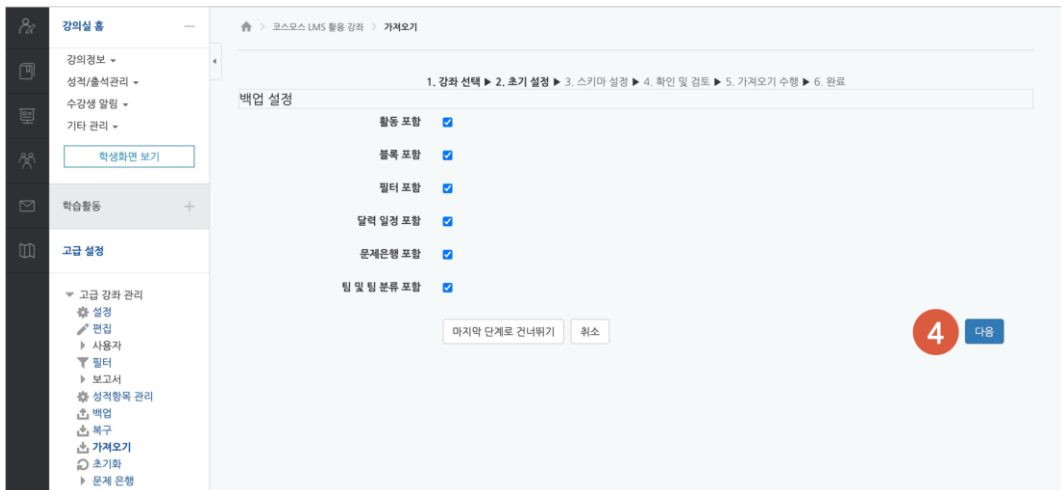 강의실 홈
강의정보
성적/출석관리
수강생 알림
기타 관리
학생화면 보기
학습활동
고급 설정
고급 강좌 관리
설정
편집
사용자
필터
보고서
성적항목 관리
백업
복구
가져오기
초기화
문제 은행
코스모스 LMS 활용 강좌 > 가져오기
1. 강좌 선택 ▶ 2. 초기 설정 ▶ 3. 스키마 설정 ▶ 4. 확인 및 검토 ▶ 5. 가져오기 수행 ▶ 6. 완료
백업 설정
활동 포함
블록 포함
필터 포함
달력 일정 포함
문제은행 포함
팀 및 팀 분류 포함
마지막 단계로 건너뛰기 취소 4 다음